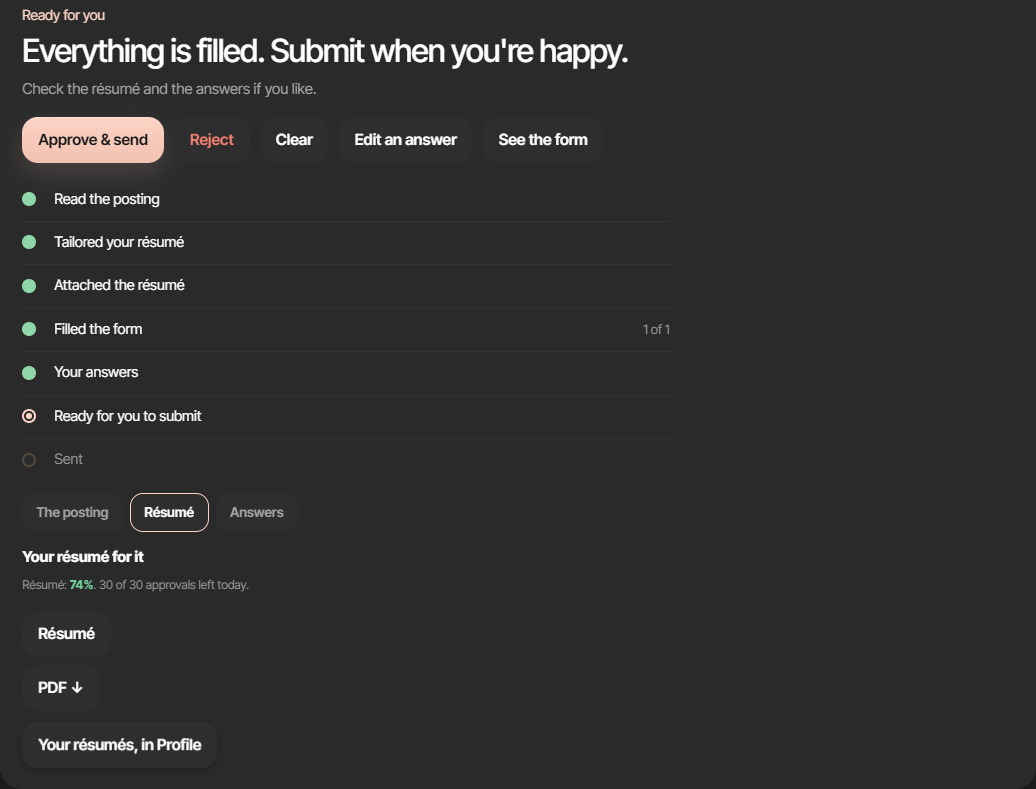 Ready for you
Everything is filled. Submit when you're happy.
Check the résumé and the answers if you like.
Approve & send Reject Clear Edit an answer See the form
Read the posting
Tailored your résumé
Attached the résumé
Filled the form 1 of 1
Your answers
Ready for you to submit
Sent
The posting Résumé Answers
Your résumé for it
Résumé: 74%. 30 of 30 approvals left today.
Résumé
PDF ↓
Your résumés, in Profile